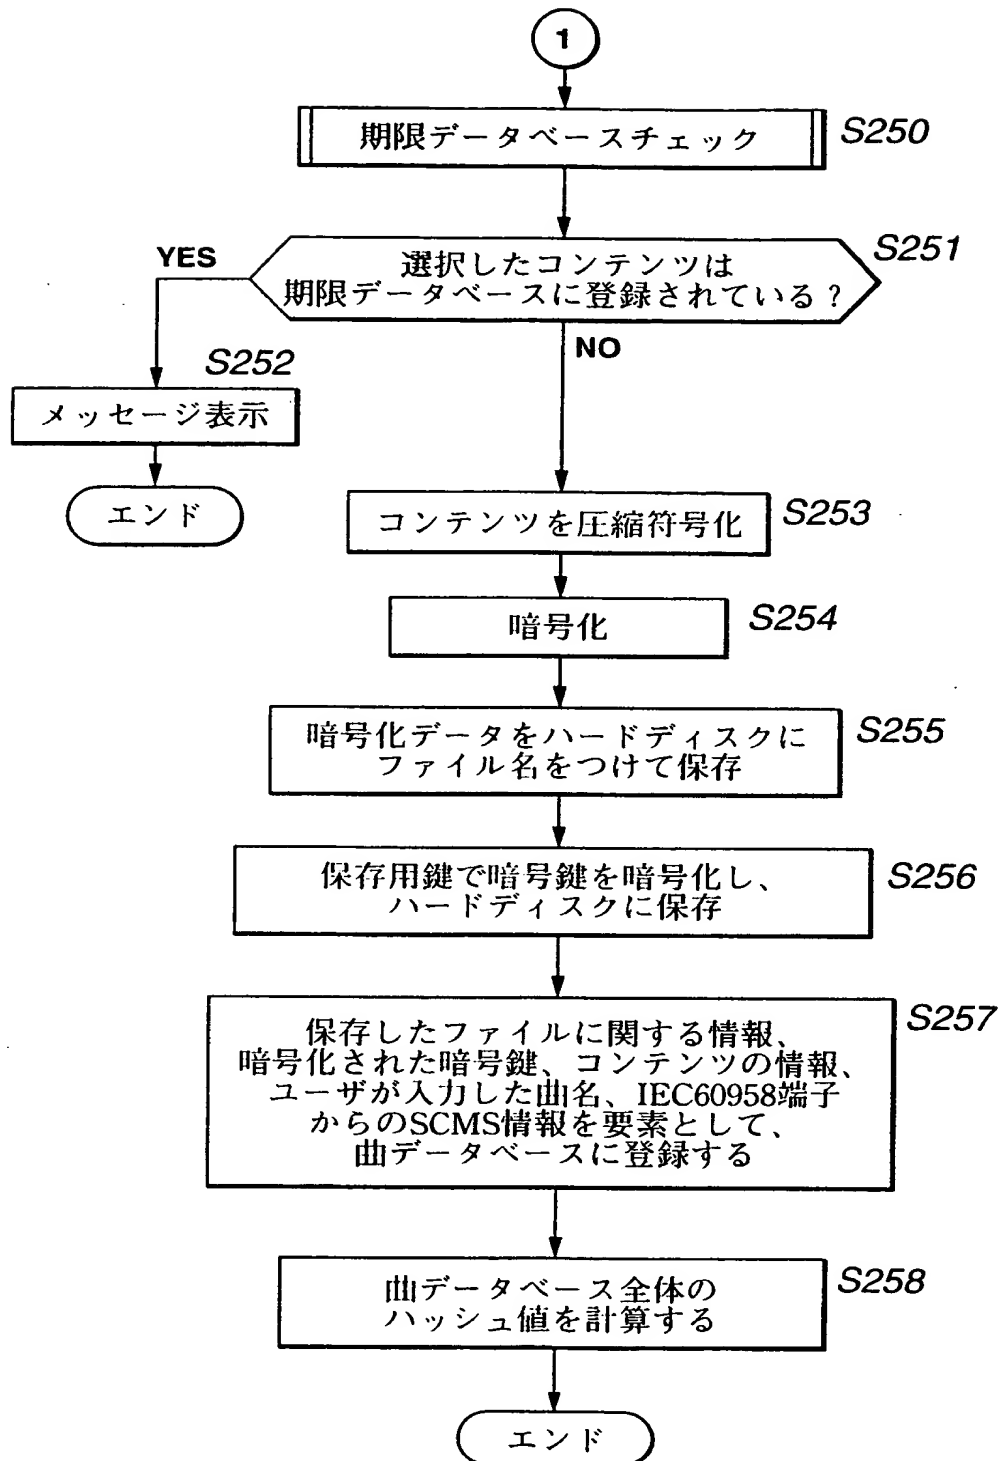 1
期限データベースチェック
S250
選択したコンテンツは
期限データベースに登録されている？
S251
YES
NO
S252
メッセージ表示
エンド
コンテンツを圧縮符号化
S253
暗号化
S254
暗号化データをハードディスクに
ファイル名をつけて保存
S255
保存用鍵で暗号鍵を暗号化し、
ハードディスクに保存
S256
保存したファイルに関する情報、
暗号化された暗号鍵、コンテンツの情報、
ユーザが入力した曲名、IEC60958端子
からのSCMS情報を要素として、
曲データベースに登録する
S257
曲データベース全体の
ハッシュ値を計算する
S258
エンド